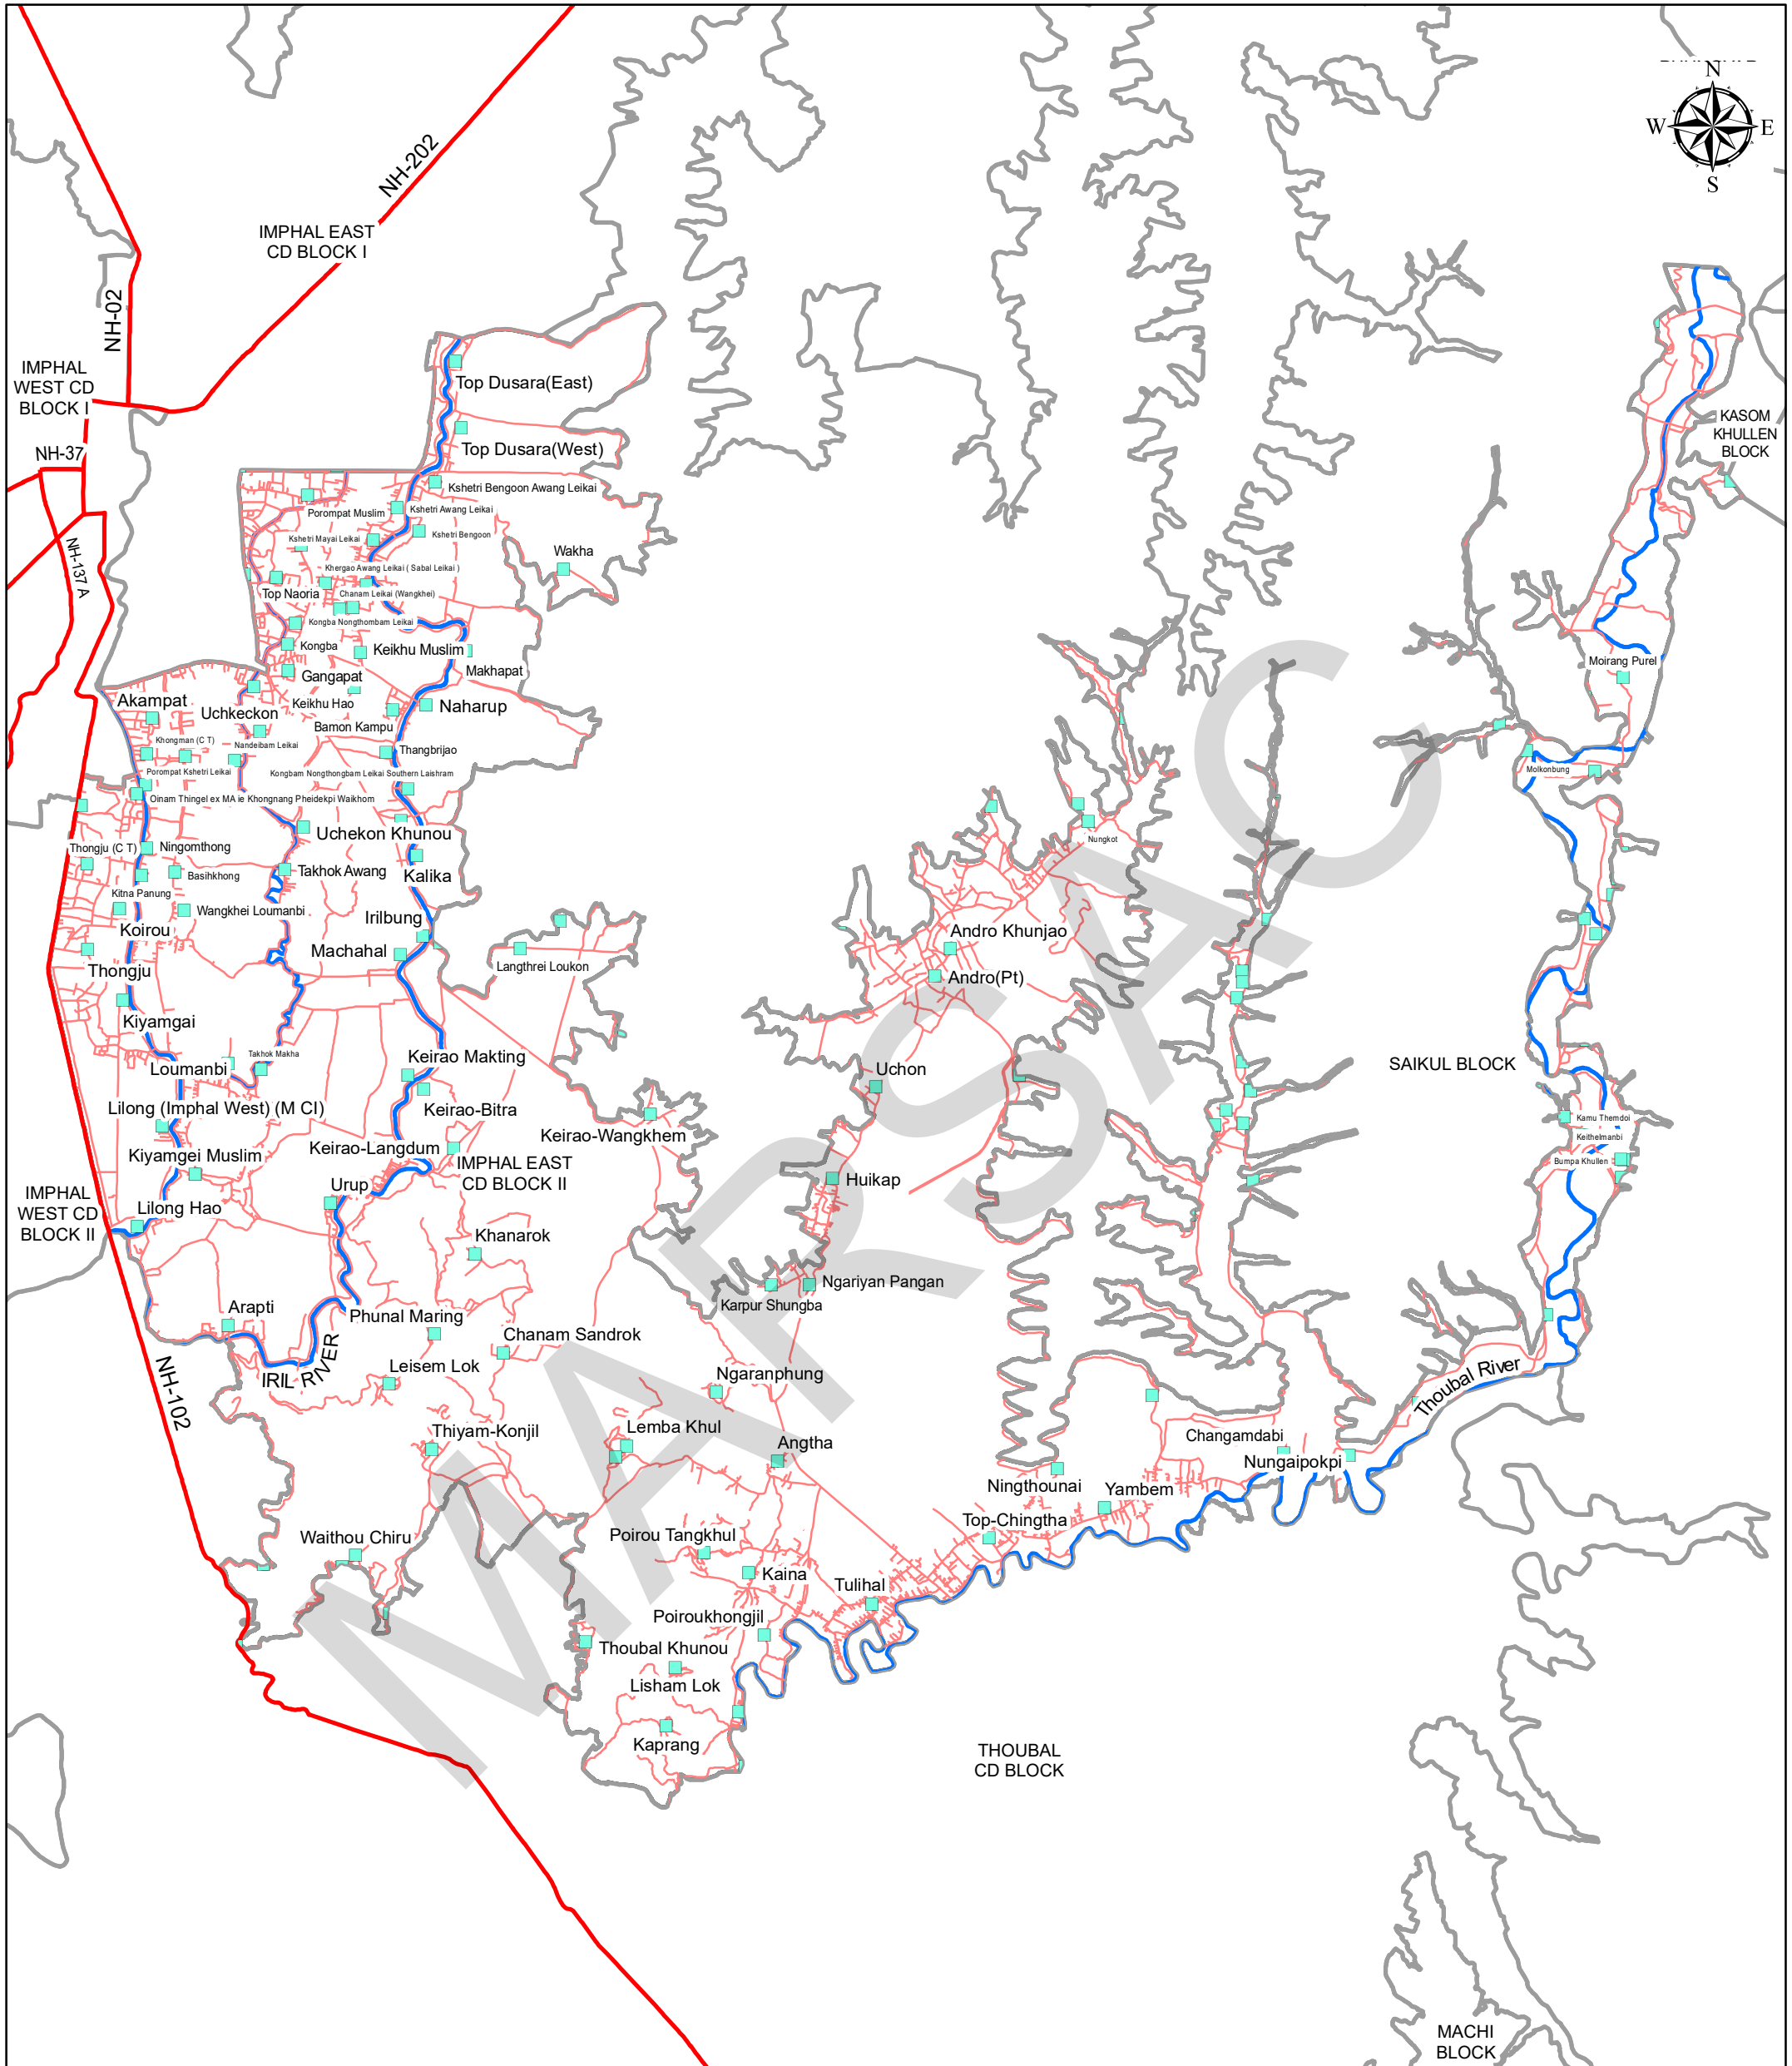 N
W
E
S
NH-202
IMPHAL EAST
CD BLOCK I
NH-02
IMPHAL
WEST CD
BLOCK I
NH-37
NH-137 A
KASOM
KHULLEN
BLOCK
Top Dusara(East)
Top Dusara(West)
Kshetri Bengoon Awang Leikai
Porompat Muslim
Kshetri Awang Leikai
Kshetri Bengoon
Kshetri Mayai Leikai
Wakha
Khergao Awang Leikai ( Sabal Leikai )
Top Naoria
Chanam Leikai (Wangkhei)
Kongba Nongthombam Leikai
Kongba
Keikhu Muslim
Makhapat
Gangapat
Moirang Purel
Akampat
Keikhu Hao
Naharup
Uchkeckon
Bamon Kampu
Khongman (C T)
Nandeibam Leikai
Thangbrijao
Porompat Kshetri Leikai
Kongbam Nongthongbam Leikai Southern Laishram
Molkonbung
Oinam Thingel ex MA ie Khongnang Pheidekpi Waikhom
Uchekon Khunou
Nungkot
Thongju (C T)
Ningomthong
Basihkhong
Takhok Awang
Kalika
Kitna Panung
Wangkhei Loumanbi
Irilbung
Koirou
Machahal
Andro Khunjao
Langthrei Loukon
Thongju
Andro(Pt)
Kiyamgai
Takhok Makha
Keirao Makting
Loumanbi
Uchon
SAIKUL BLOCK
Lilong (Imphal West) (M Cl)
Keirao-Bitra
Kamu Themdoi
Keirao-Wangkhem
Keithelmanbi
Keirao-Langdum
Kiyamgei Muslim
IMPHAL EAST
CD BLOCK II
Bumpa Khullen
Huikap
Urup
IMPHAL
WEST CD
BLOCK II
Lilong Hao
Khanarok
Ngariyan Pangan
Karpur Shungba
Arapti
Phunal Maring
Chanam Sandrok
IRIL RIVER
Leisem Lok
Ngaranphung
Thoubal River
NH-102
Thiyam-Konjil
Lemba Khul
Angtha
Changamdabi
Nungaipokpi
Ningthounai
Yambem
Top-Chingtha
Waithou Chiru
Poirou Tangkhul
Kaina
Tulihal
Poiroukhongjil
Thoubal Khunou
Lisham Lok
Kaprang
THOUBAL
CD BLOCK
MACHI
BLOCK
MARSAC